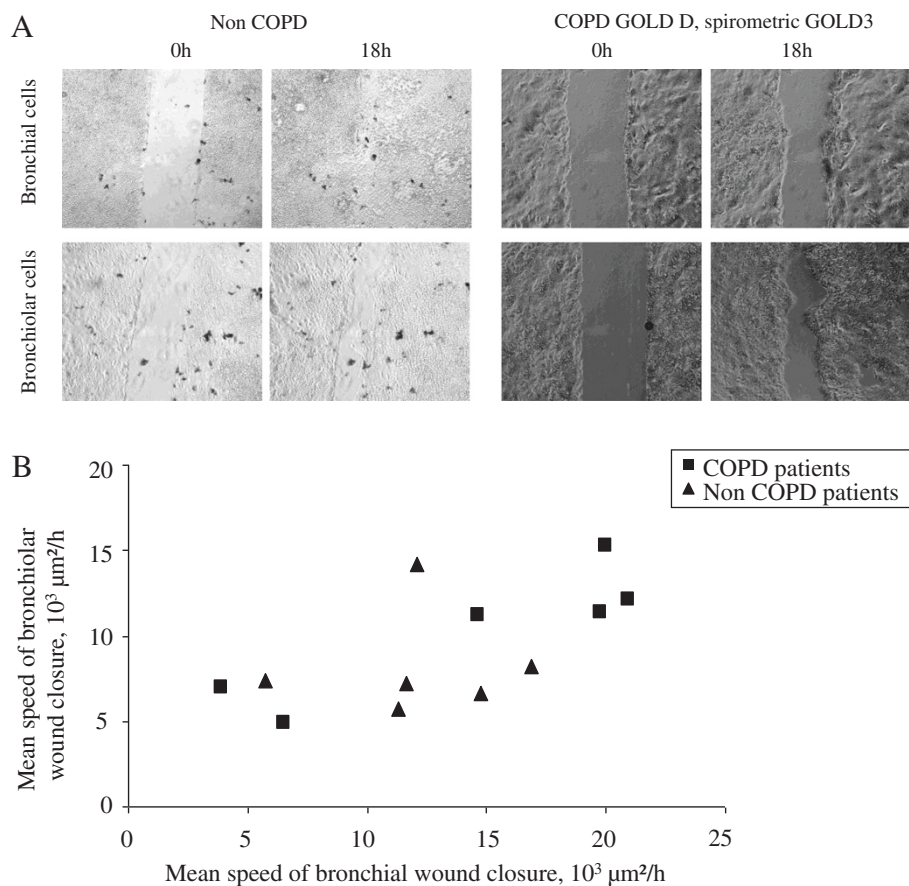 A
Non COPD
COPD GOLD D, spirometric GOLD3
0h
18h
0h
18h
Bronchial cells
Bronchiolar cells
B
20
15
10
5
0
Mean speed of bronchiolar
wound closure, 10³ μm²/h
COPD patients
Non COPD patients
0
5
10
15
20
25
Mean speed of bronchial wound closure, 10³ μm²/h